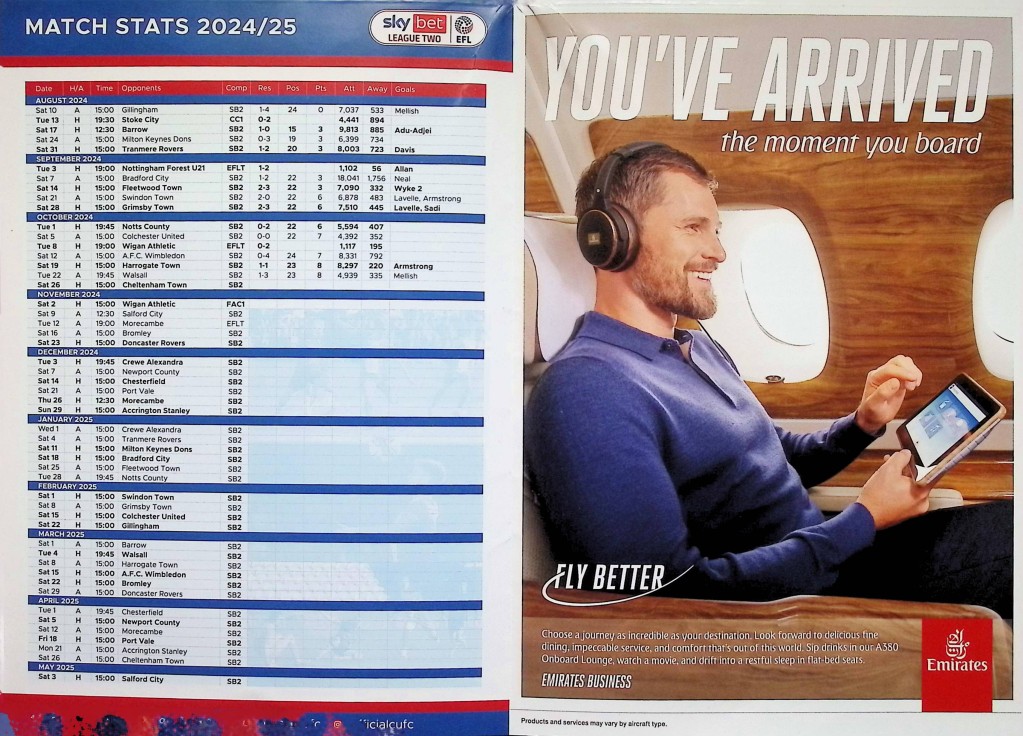 MATCH STATS 2024/25
sky bet
LEAGUE TWO EFL
Date H/A Time Opponents Comp Res Pos Pts Att Away Goals
AUGUST 2024
Sat 10 A 15:00 Gillingham SB2 1-4 24 0 7,037 533 Mellish
Tue 13 H 19:30 Stoke City CC1 0-2 4,441 894
Sat 17 H 12:30 Barrow SB2 1-0 15 3 9,813 885 Adu-Adjei
Sat 24 A 15:00 Milton Keynes Dons SB2 0-3 19 3 6,399 734
Sat 31 H 15:00 Tranmere Rovers SB2 1-2 20 3 8,003 723 Davis
SEPTEMBER 2024
Tue 3 H 19:00 Nottingham Forest U21 EFLT 1-2 1,102 56 Allan
Sat 7 A 15:00 Bradford City SB2 1-2 22 3 18,041 1,756 Neal
Sat 14 H 15:00 Fleetwood Town SB2 2-3 22 3 7,090 332 Wyke 2
Sat 21 A 15:00 Swindon Town SB2 2-0 22 6 6,878 483 Lavelle, Armstrong
Sat 28 H 15:00 Grimsby Town SB2 2-3 22 6 7,510 445 Lavelle, Sadi
OCTOBER 2024
Tue 1 H 19:45 Notts County SB2 0-2 22 6 5,594 407
Sat 5 A 15:00 Colchester United SB2 0-0 22 7 4,392 352
Tue 8 H 19:00 Wigan Athletic EFLT 0-2 1,117 195
Sat 12 A 15:00 A.F.C. Wimbledon SB2 0-4 24 7 8,331 792
Sat 19 H 15:00 Harrogate Town SB2 1-1 23 8 8,297 220 Armstrong
Tue 22 A 19:45 Walsall SB2 1-3 23 8 4,939 335 Mellish
Sat 26 H 15:00 Cheltenham Town SB2
NOVEMBER 2024
Sat 2 H 15:00 Wigan Athletic FAC1
Sat 9 A 12:30 Salford City SB2
Tue 12 A 19:00 Morecambe EFLT
Sat 16 A 15:00 Bromley SB2
Sat 23 H 15:00 Doncaster Rovers SB2
DECEMBER 2024
Tue 3 H 19:45 Crewe Alexandra SB2
Sat 7 A 15:00 Newport County SB2
Sat 14 H 15:00 Chesterfield SB2
Sat 21 A 15:00 Port Vale SB2
Thu 26 H 12:30 Morecambe SB2
Sun 29 H 15:00 Accrington Stanley SB2
JANUARY 2025
Wed 1 A 15:00 Crewe Alexandra SB2
Sat 4 A 15:00 Tranmere Rovers SB2
Sat 11 H 15:00 Milton Keynes Dons SB2
Sat 18 H 15:00 Bradford City SB2
Sat 25 A 15:00 Fleetwood Town SB2
Tue 28 A 19:45 Notts County SB2
FEBRUARY 2025
Sat 1 H 15:00 Swindon Town SB2
Sat 8 A 15:00 Grimsby Town SB2
Sat 15 H 15:00 Colchester United SB2
Sat 22 H 15:00 Gillingham SB2
MARCH 2025
Sat 1 A 15:00 Barrow SB2
Tue 4 H 19:45 Walsall SB2
Sat 8 A 15:00 Harrogate Town SB2
Sat 15 H 15:00 A.F.C. Wimbledon SB2
Sat 22 H 15:00 Bromley SB2
Sat 29 A 15:00 Doncaster Rovers SB2
APRIL 2025
Tue 1 A 19:45 Chesterfield SB2
Sat 5 H 15:00 Newport County SB2
Sat 12 A 15:00 Morecambe SB2
Fri 18 H 15:00 Port Vale SB2
Mon 21 A 15:00 Accrington Stanley SB2
Sat 26 A 15:00 Cheltenham Town SB2
MAY 2025
Sat 3 H 15:00 Salford City SB2
ficialcufc
YOU'VE ARRIVED
the moment you board
FLY BETTER
Choose a journey as incredible as your destination. Look forward to delicious fine
dining, impeccable service, and comfort that's out of this world. Sip drinks in our A380
Onboard Lounge, watch a movie, and drift into a restful sleep in flat-bed seats.
EMIRATES BUSINESS
Emirates
Products and services may vary by aircraft type.